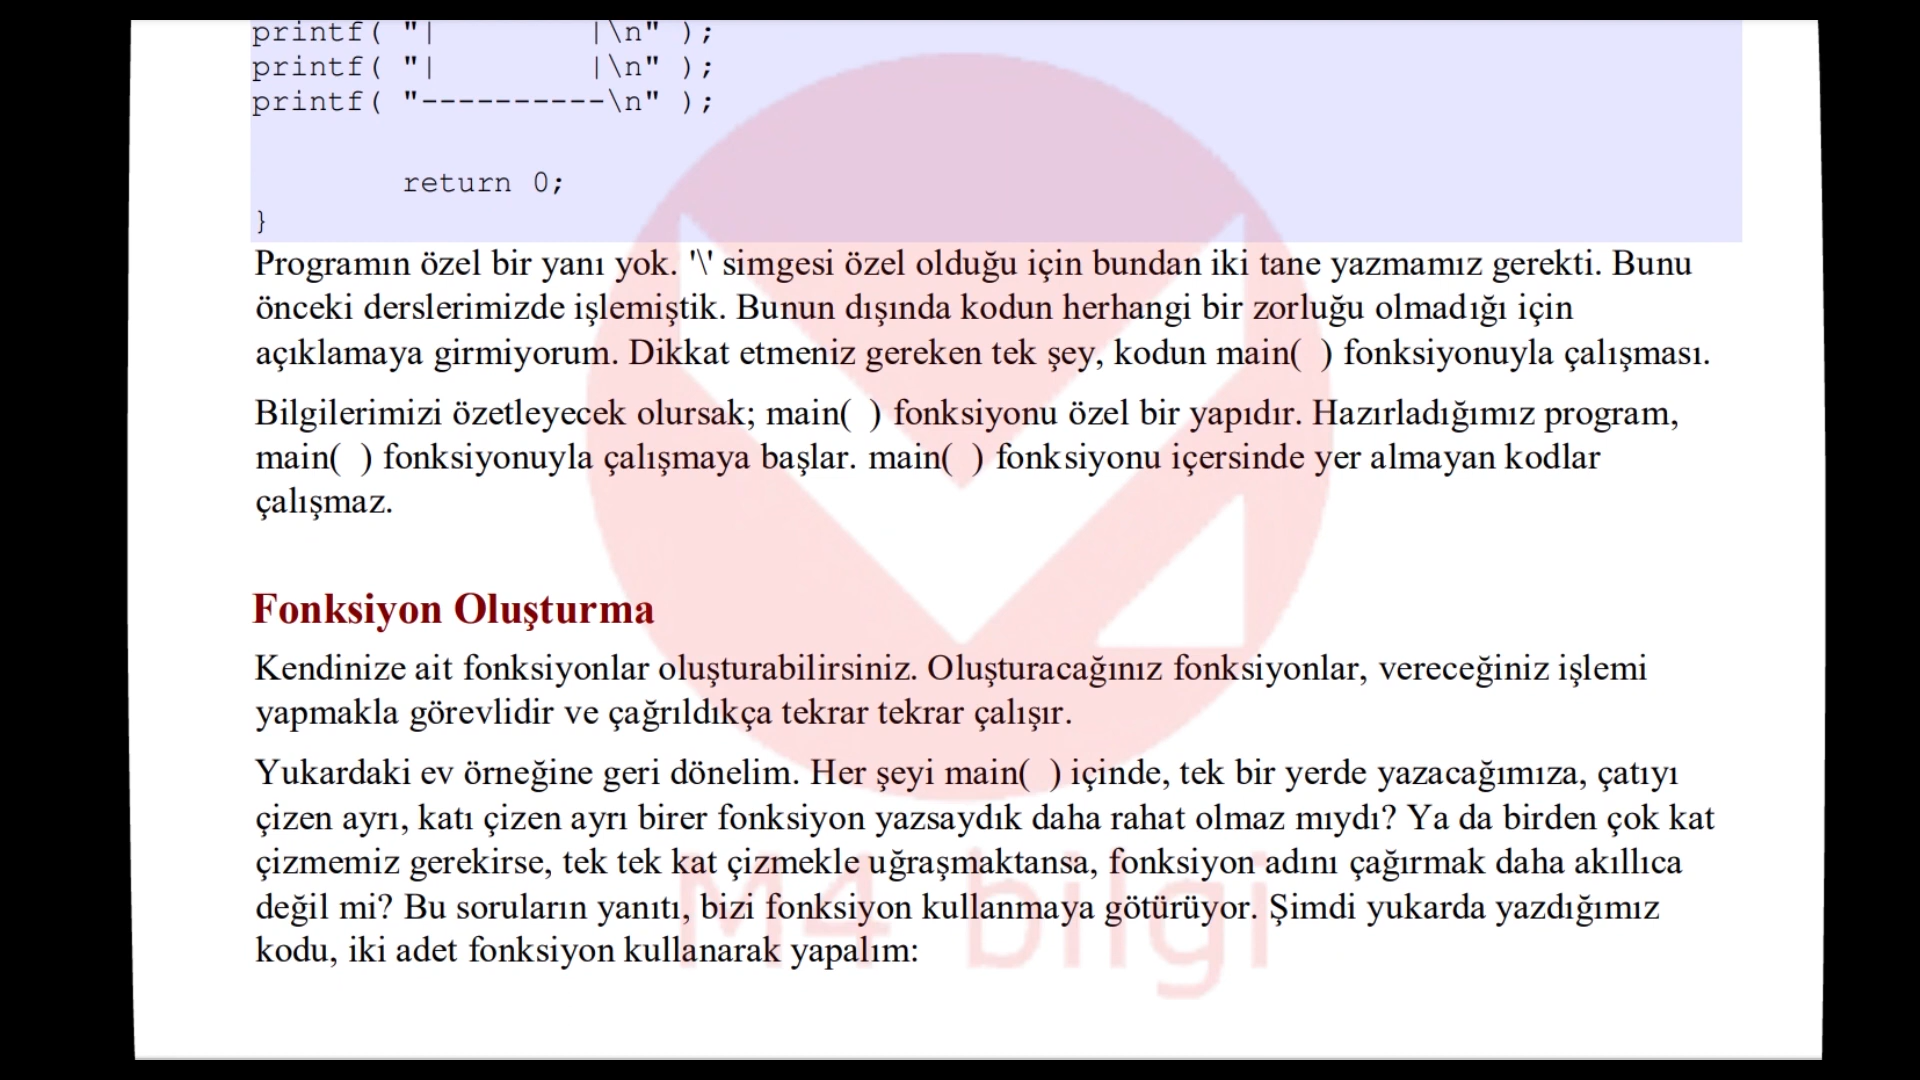 printf( "|          |\n" );
printf( "|          |\n" );
printf( "----------\n" );
return 0;
}
Programın özel bir yanı yok. '\' simgesi özel olduğu için bundan iki tane yazmamız gerekti. Bunu
önceki derslerimizde işlemiştik. Bunun dışında kodun herhangi bir zorluğu olmadığı için
açıklamaya girmiyorum. Dikkat etmeniz gereken tek şey, kodun main( ) fonksiyonuyla çalışması.
Bilgilerimizi özetleyecek olursak; main( ) fonksiyonu özel bir yapıdır. Hazırladığımız program,
main( ) fonksiyonuyla çalışmaya başlar. main( ) fonksiyonu içersinde yer almayan kodlar
çalışmaz.
Fonksiyon Oluşturma
Kendinize ait fonksiyonlar oluşturabilirsiniz. Oluşturacağınız fonksiyonlar, vereceğiniz işlemi
yapmakla görevlidir ve çağrıldıkça tekrar tekrar çalışır.
Yukardaki ev örneğine geri dönelim. Her şeyi main( ) içinde, tek bir yerde yazacağımıza, çatıyı
çizen ayrı, katı çizen ayrı birer fonksiyon yazsaydık daha rahat olmaz mıydı? Ya da birden çok kat
çizmemiz gerekirse, tek tek kat çizmekle uğraşmaktansa, fonksiyon adını çağırmak daha akıllıca
değil mi? Bu soruların yanıtı, bizi fonksiyon kullanmaya götürüyor. Şimdi yukarda yazdığımız
kodu, iki adet fonksiyon kullanarak yapalım:
M4 bilgi